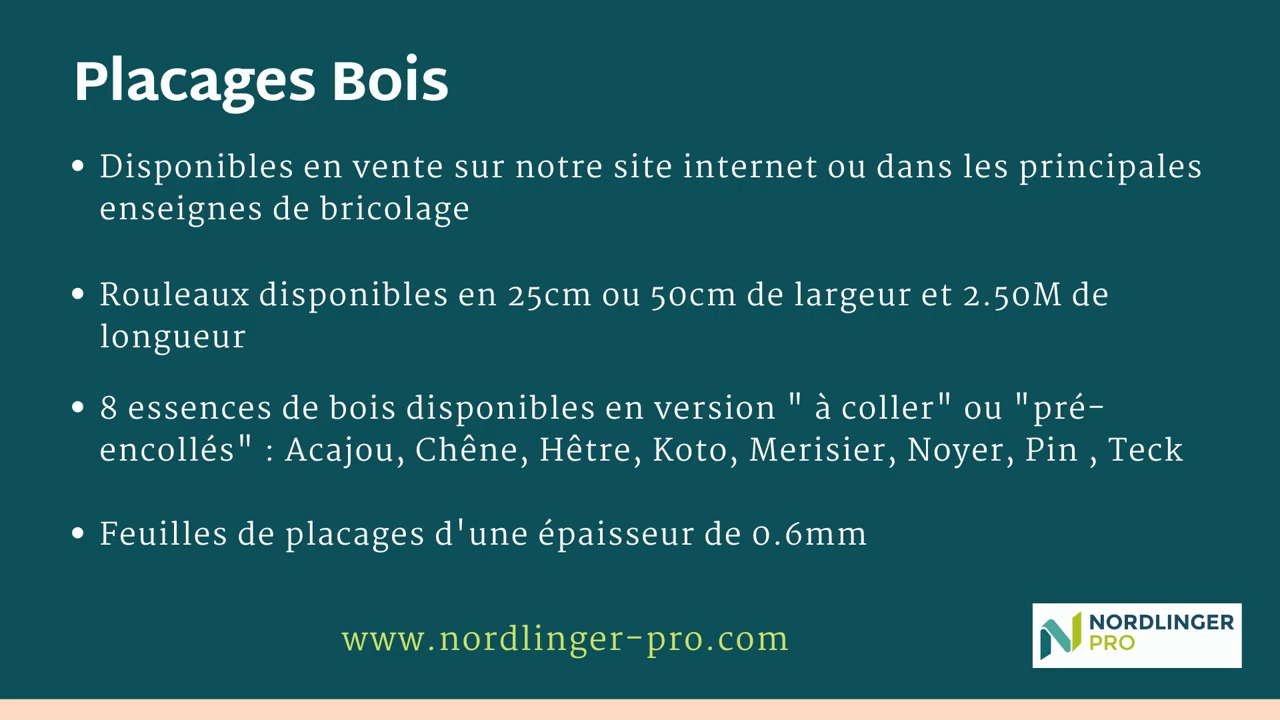 Placages Bois
• Disponibles en vente sur notre site internet ou dans les principales
enseignes de bricolage
• Rouleaux disponibles en 25cm ou 50cm de largeur et 2.50M de
longueur
• 8 essences de bois disponibles en version " à coller" ou "pré-
encollés" : Acajou, Chêne, Hêtre, Koto, Merisier, Noyer, Pin , Teck
• Feuilles de placages d'une épaisseur de 0.6mm
www.nordlinger-pro.com
NORDLINGER
PRO